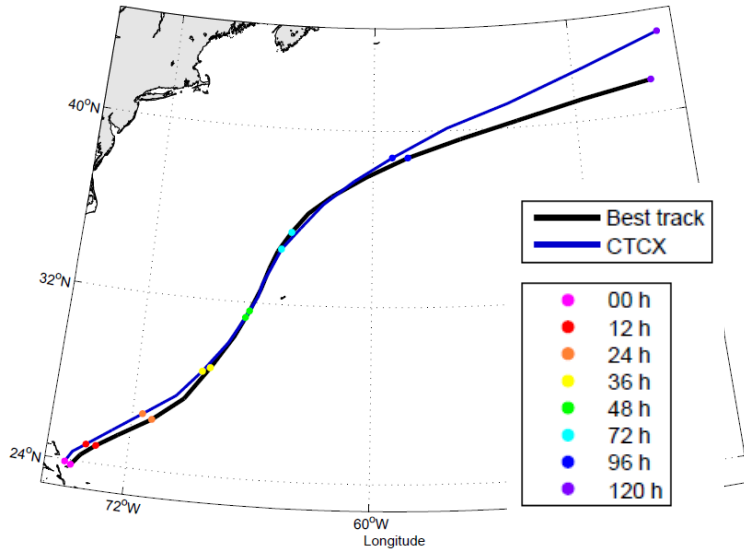 40°N
32°N
24°N
72°W
60°W
Longitude
Best track
CTCX
00 h
12 h
24 h
36 h
48 h
72 h
96 h
120 h